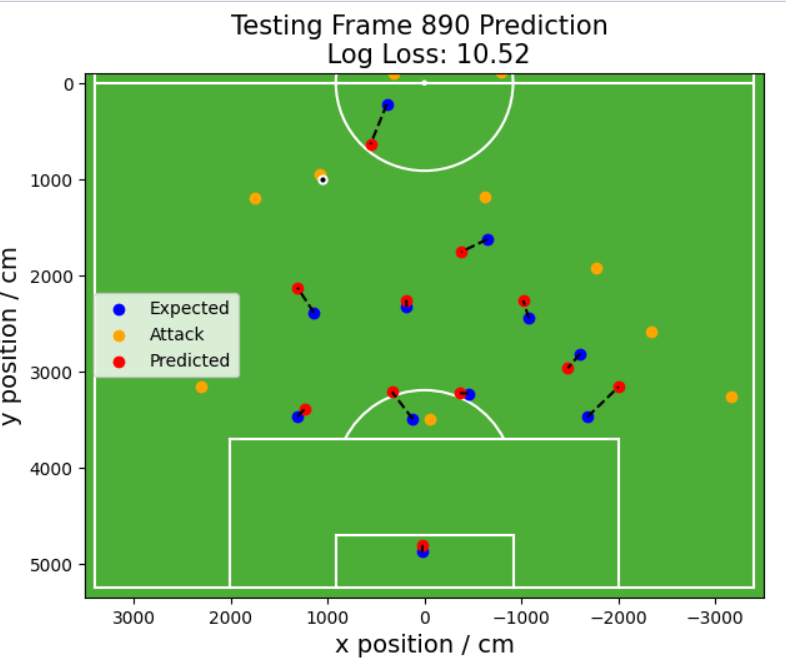 Testing Frame 890 Prediction
Log Loss: 10.52
0
1000
2000
3000
4000
5000
y position / cm
Expected
Attack
Predicted
3000
2000
1000
0
−1000
−2000
−3000
x position / cm